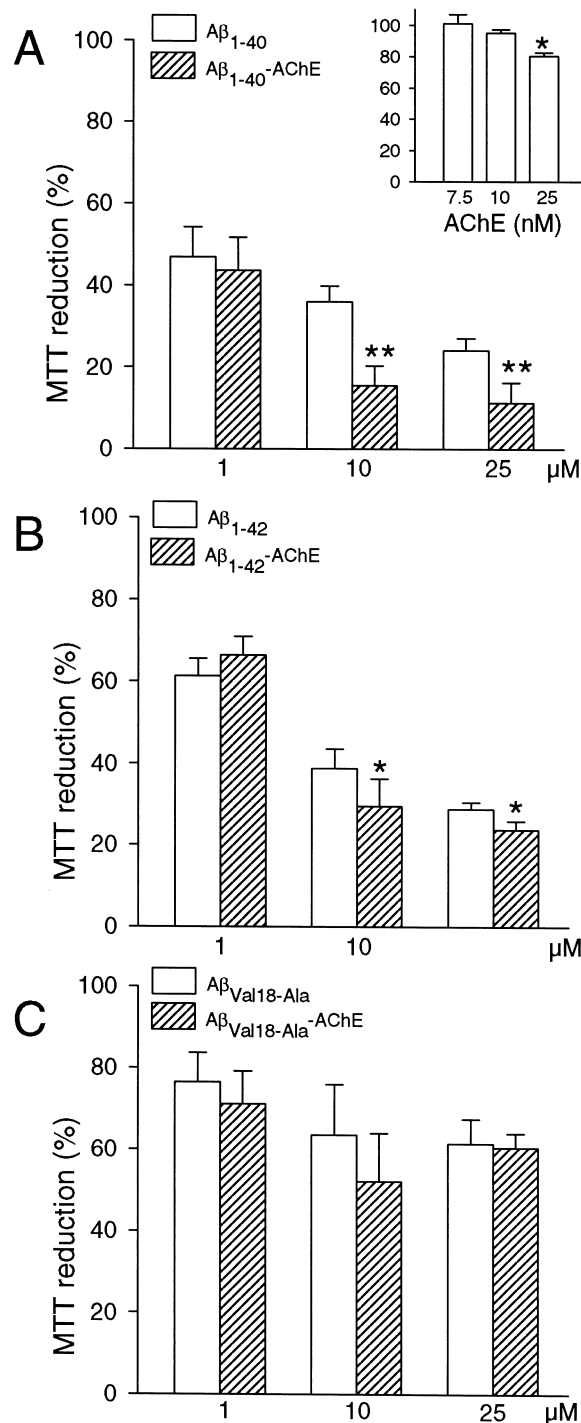 A
Aβ1-40
Aβ1-40-AChE
MTT reduction (%)
100
80
60
40
20
0
1 10 25 µM
100
80
60
40
20
0
*
7.5 10 25
AChE (nM)
** **
B
Aβ1-42
Aβ1-42-AChE
MTT reduction (%)
100
80
60
40
20
0
* *
1 10 µM
C
AβVal18-Ala
AβVal18-Ala-AChE
MTT reduction (%)
100
80
60
40
20
0
1 10 25 µM